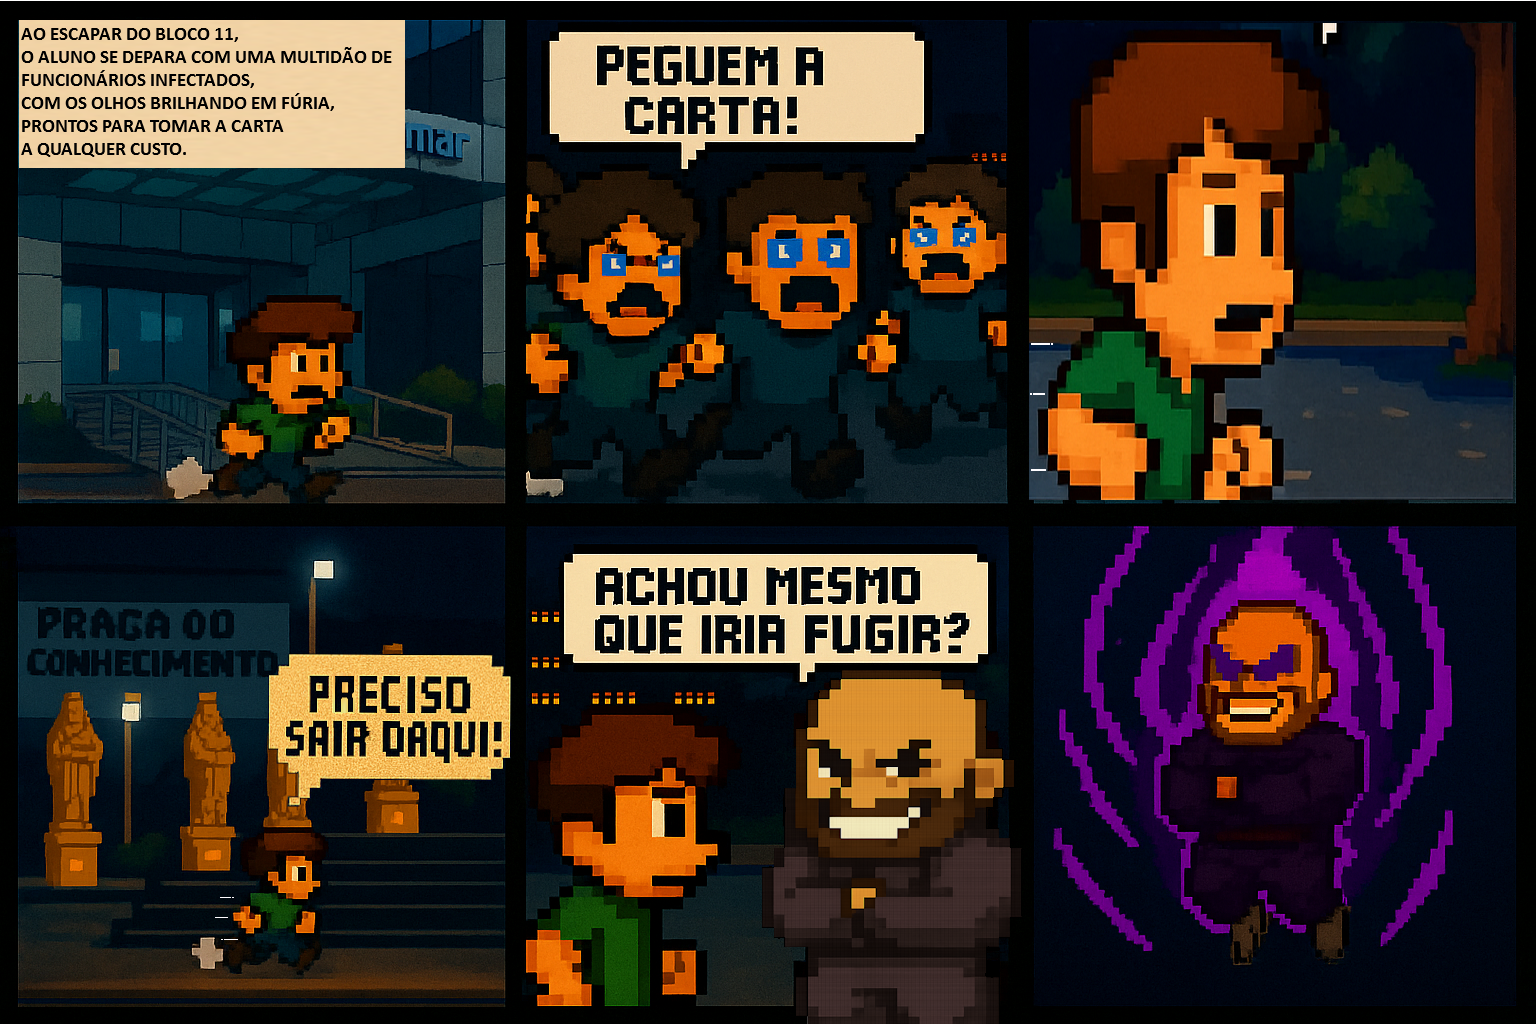 AO ESCAPAR DO BLOCO 11,
O ALUNO SE DEPARA COM UMA MULTIDÃO DE
FUNCIONÁRIOS INFECTADOS,
COM OS OLHOS BRILHANDO EM FÚRIA,
PRONTOS PARA TOMAR A CARTA
A QUALQUER CUSTO.
mar
PEGUEM A
CARTA!
PRAGA OO
CONHECIMENTO
PRECISO
SAIR DAQUI!
ACHOU MESMO
QUE IRIA FUGIR?